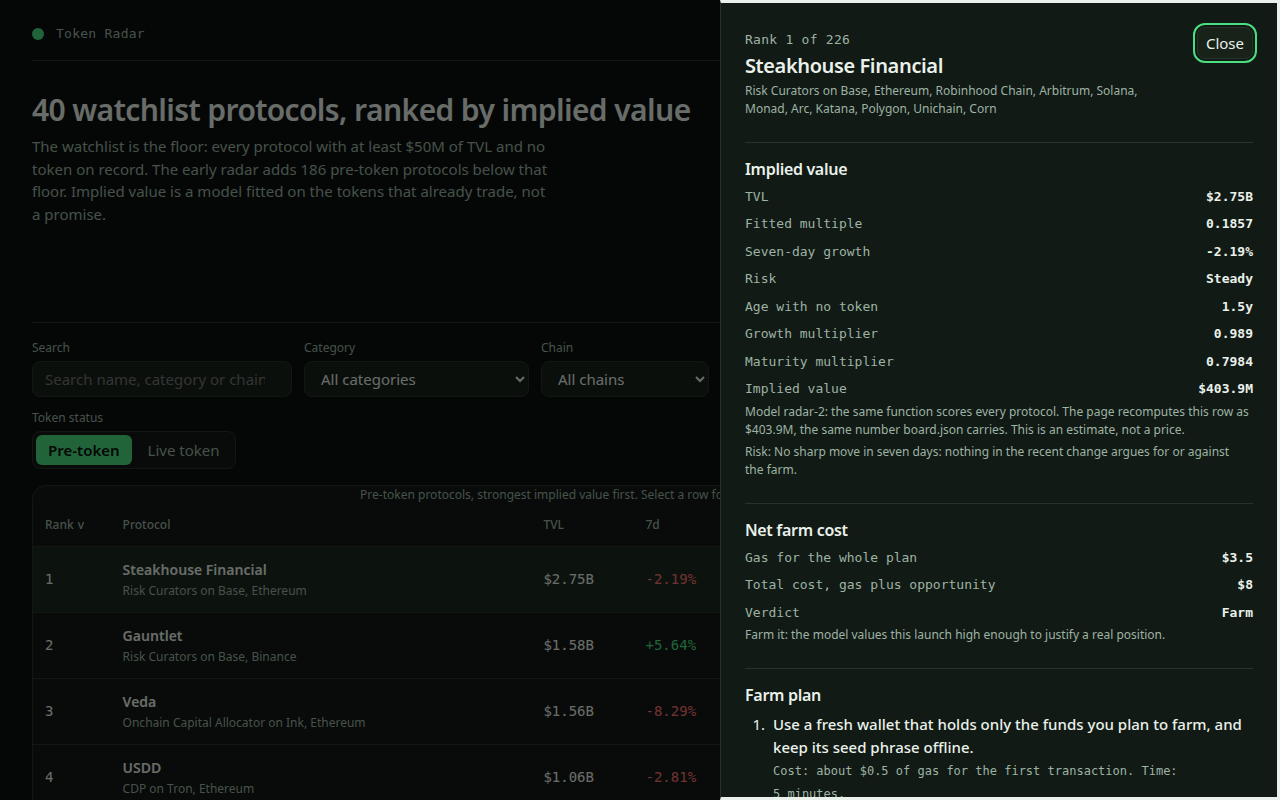 Token Radar
40 watchlist protocols, ranked by implied value
The watchlist is the floor: every protocol with at least $50M of TVL and no
token on record. The early radar adds 186 pre-token protocols below that
floor. Implied value is a model fitted on the tokens that already trade, not
a promise.
Search
Category
Chain
Search name, category or chain
All categories
All chains
Token status
Pre-token
Live token
Pre-token protocols, strongest implied value first. Select a row fo
Rank v
Protocol
TVL
7d
1
Steakhouse Financial
Risk Curators on Base, Ethereum
$2.75B
-2.19%
2
Gauntlet
Risk Curators on Base, Binance
$1.58B
+5.64%
3
Veda
Onchain Capital Allocator on Ink, Ethereum
$1.56B
-8.29%
4
USDD
CDP on Tron, Ethereum
$1.06B
-2.81%
Rank 1 of 226
Close
Steakhouse Financial
Risk Curators on Base, Ethereum, Robinhood Chain, Arbitrum, Solana,
Monad, Arc, Katana, Polygon, Unichain, Corn
Implied value
TVL $2.75B
Fitted multiple 0.1857
Seven-day growth -2.19%
Risk Steady
Age with no token 1.5y
Growth multiplier 0.989
Maturity multiplier 0.7984
Implied value $403.9M
Model radar-2: the same function scores every protocol. The page recomputes this row as
$403.9M, the same number board.json carries. This is an estimate, not a price.
Risk: No sharp move in seven days: nothing in the recent change argues for or against
the farm.
Net farm cost
Gas for the whole plan $3.5
Total cost, gas plus opportunity $8
Verdict Farm
Farm it: the model values this launch high enough to justify a real position.
Farm plan
1. Use a fresh wallet that holds only the funds you plan to farm, and
keep its seed phrase offline.
Cost: about $0.5 of gas for the first transaction. Time:
5 minutes.